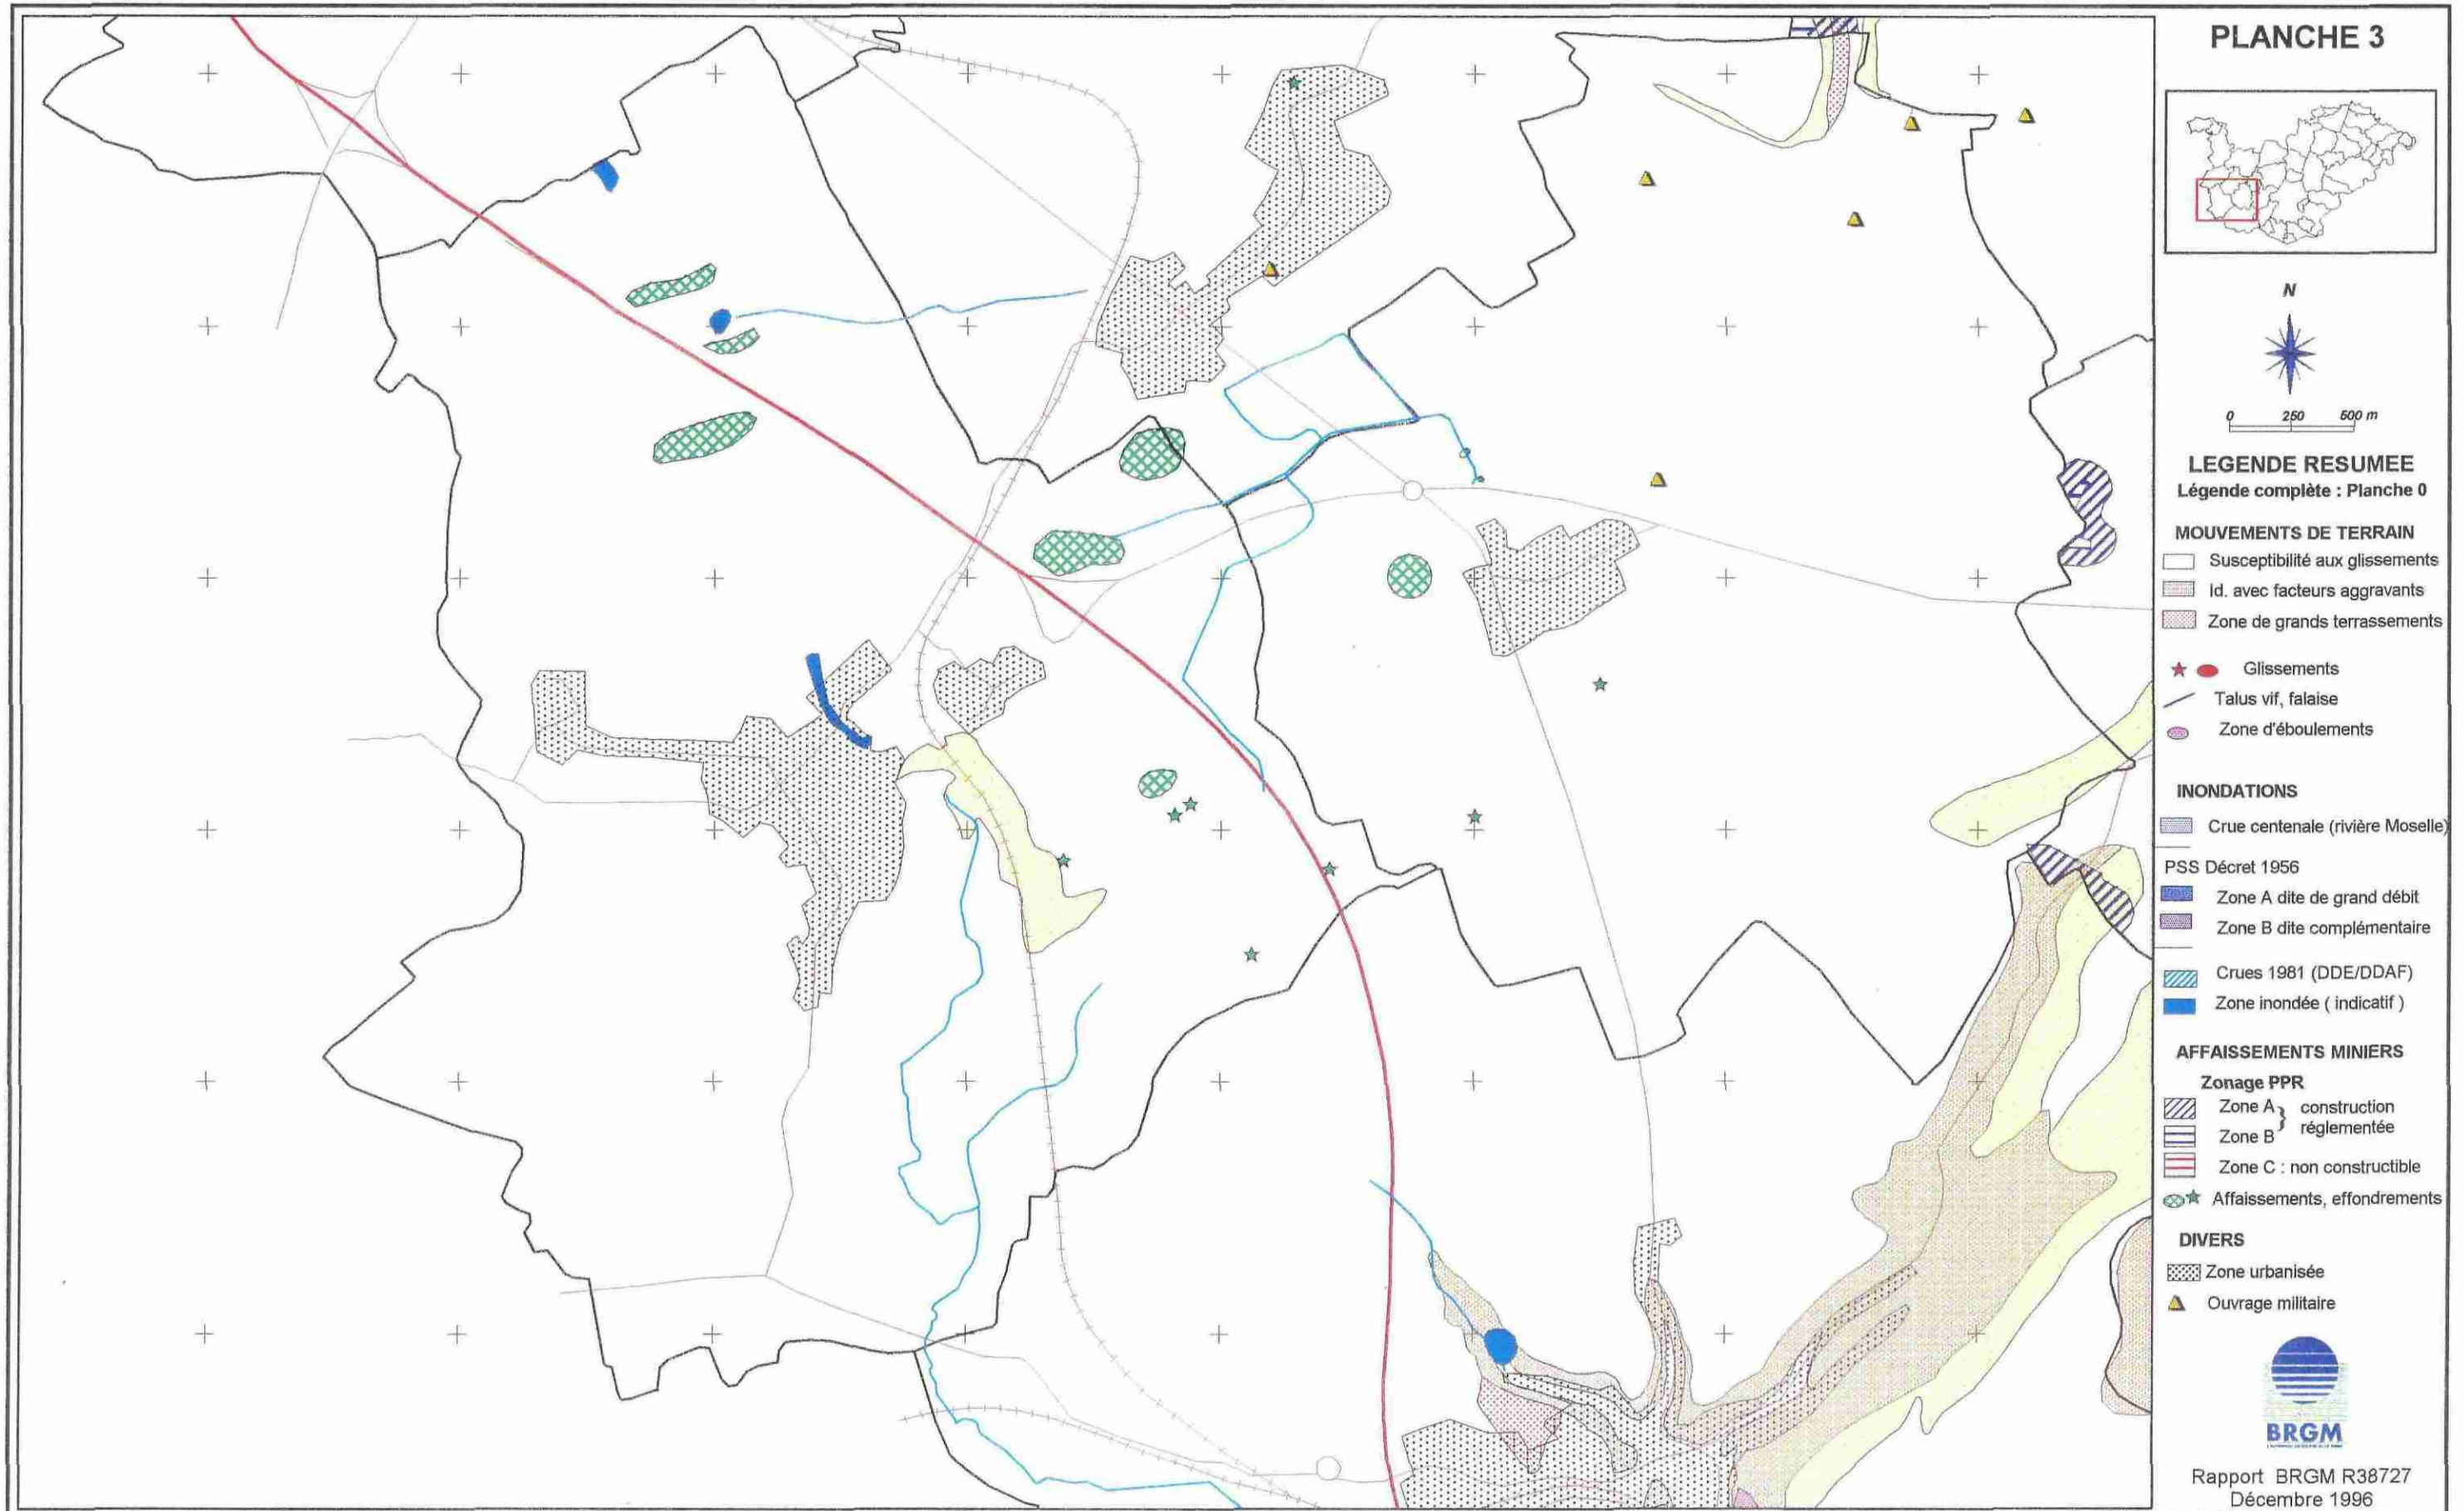 PLANCHE 3
N
0 250 500 m
LEGENDE RESUMEE
Légende complète : Planche 0
MOUVEMENTS DE TERRAIN
Susceptibilité aux glissements
Id. avec facteurs aggravants
Zone de grands terrassements
Glissements
Talus vif, falaise
Zone d'éboulements
INONDATIONS
Crue centenale (rivière Moselle)
PSS Décret 1956
Zone A dite de grand débit
Zone B dite complémentaire
Crues 1981 (DDE/DDAF)
Zone inondée ( indicatif )
AFFAISSEMENTS MINIERS
Zonage PPR
Zone A } construction
Zone B réglementée
Zone C : non constructible
Affaissements, effondrements
DIVERS
Zone urbanisée
Ouvrage militaire
BRGM
Rapport BRGM R38727
Décembre 1996